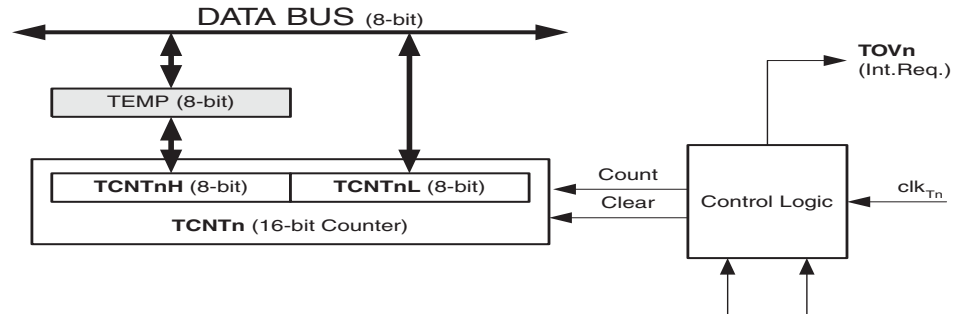 DATA BUS (8-bit)
TOVn
(Int.Req.)
TEMP (8-bit)
TCNTnH (8-bit) TCNTnL (8-bit)
TCNTn (16-bit Counter)
Count
Clear
Control Logic
clkTn